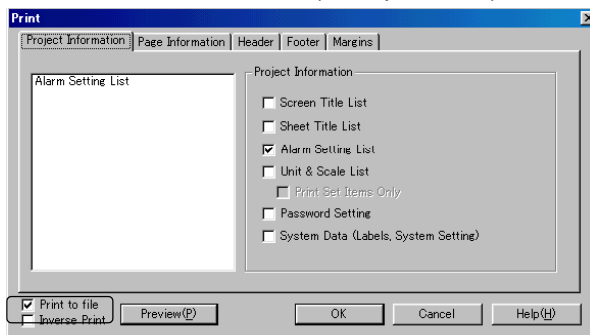 Print
Project Information Page Information Header Footer Margins
Alarm Setting List
Project Information
Screen Title List
Sheet Title List
Alarm Setting List
Unit & Scale List
Print Set Items Only
Password Setting
System Data (Labels, System Setting)
Print to file
Inverse Print
Preview(P) OK Cancel Help(H)